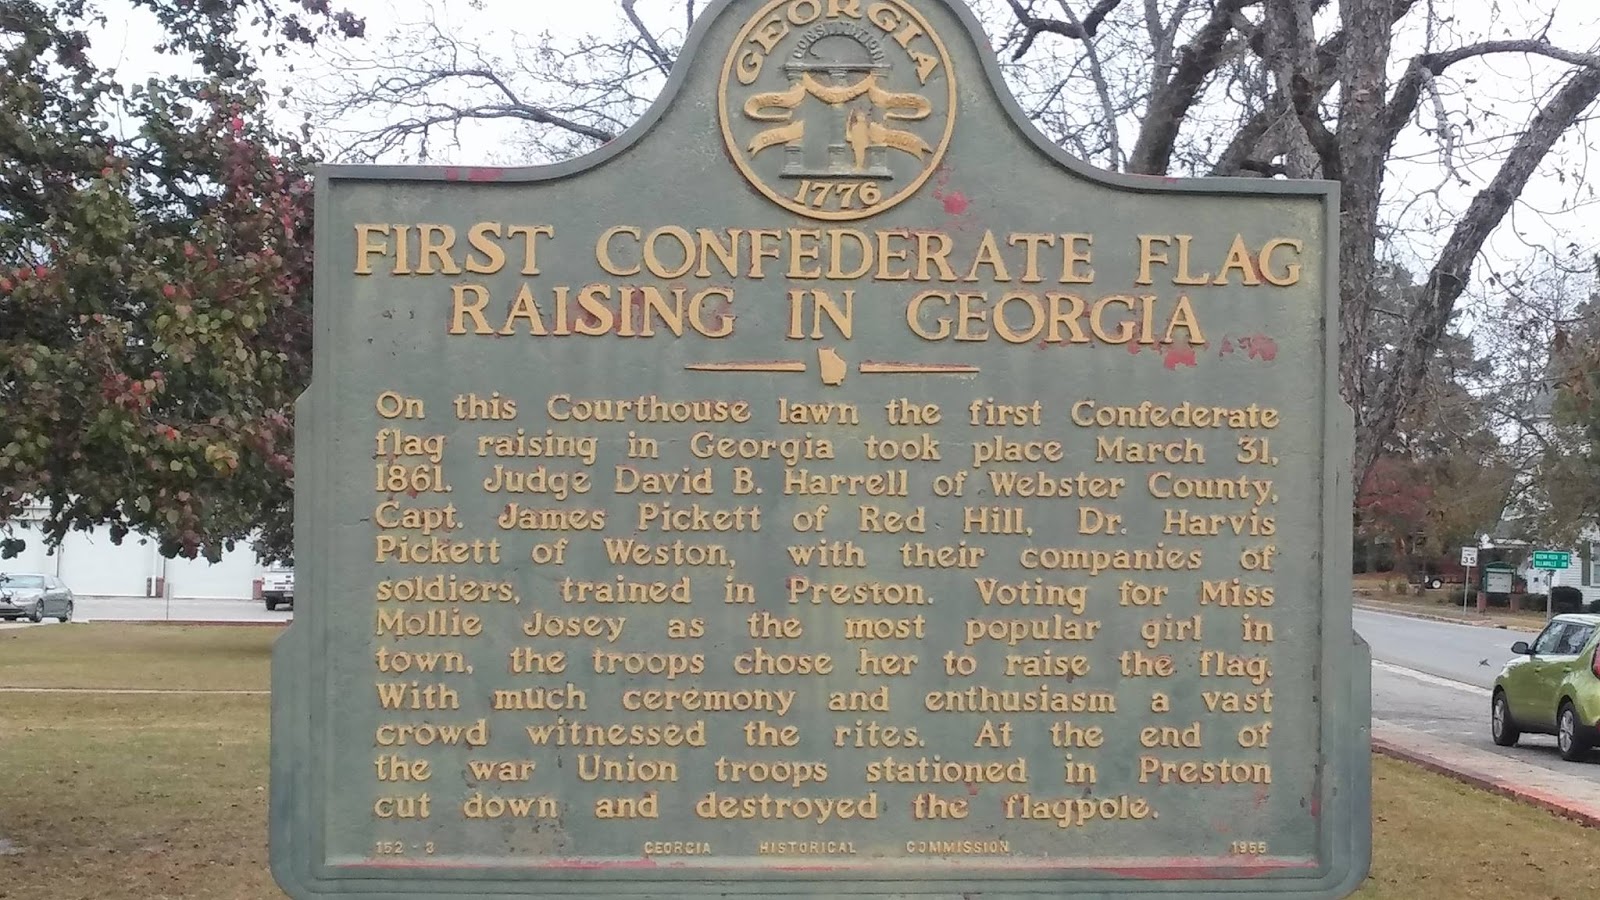 GEORGIA
CONSTITUTION
1776
FIRST CONFEDERATE FLAG
RAISING IN GEORGIA
On this Courthouse lawn the first Confederate
flag raising in Georgia took place March 31,
1861. Judge David B. Harrell of Webster County,
Capt. James Pickett of Red Hill, Dr. Harvis
Pickett of Weston, with their companies of
soldiers, trained in Preston. Voting for Miss
Mollie Josey as the most popular girl in
town, the troops chose her to raise the flag.
With much ceremony and enthusiasm a vast
crowd witnessed the rites. At the end of
the war Union troops stationed in Preston
cut down and destroyed the flagpole.
152 - 3 GEORGIA HISTORICAL COMMISSION 1955
35